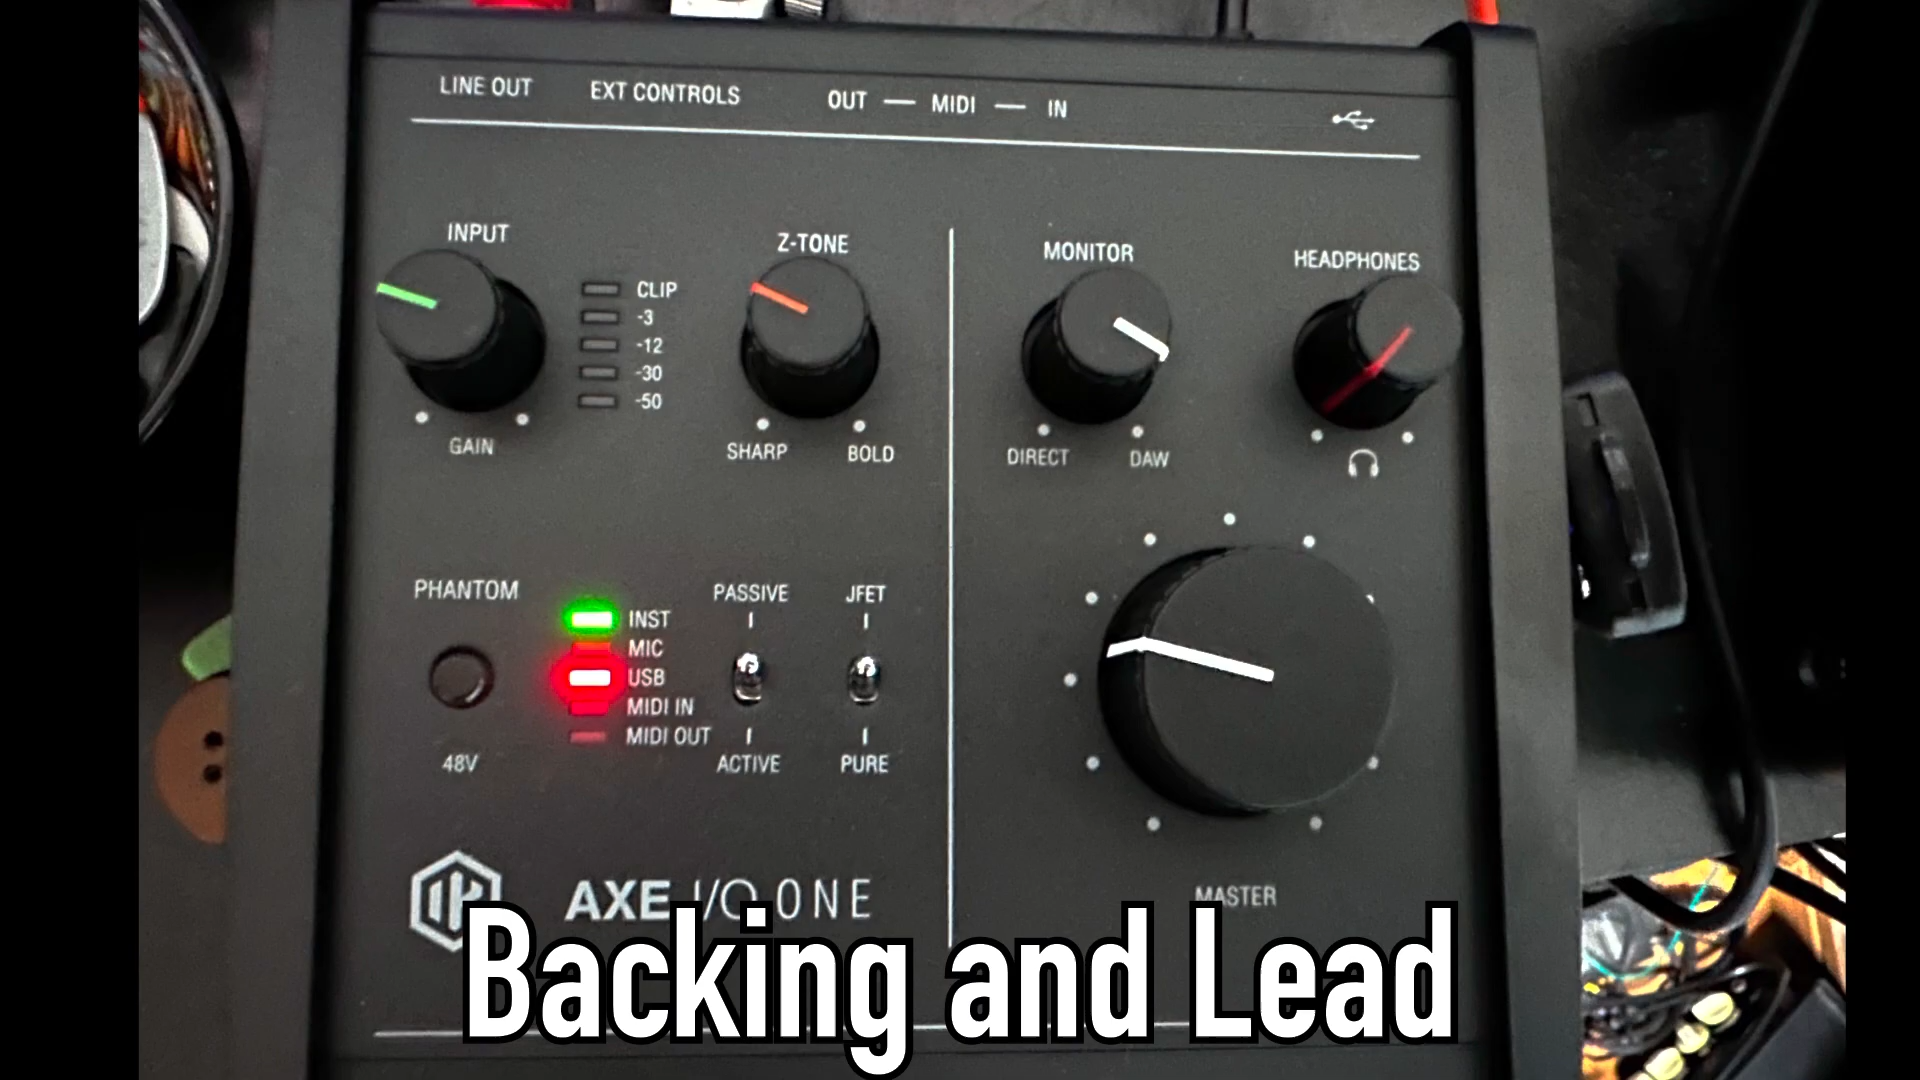 LINE OUT EXT CONTROLS OUT — MIDI — IN
INPUT
Z-TONE
MONITOR
HEADPHONES
CLIP
-3
-12
-30
-50
GAIN
SHARP BOLD
DIRECT DAW
PHANTOM
48V
INST
MIC
USB
MIDI IN
MIDI OUT
PASSIVE
ACTIVE
JFET
PURE
MASTER
AXE I/O ONE
Backing and Lead